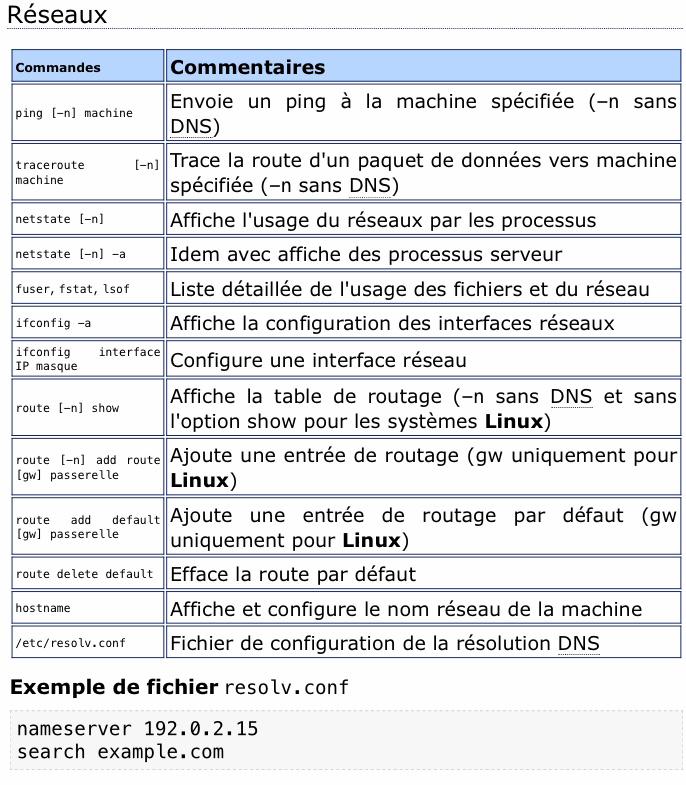 Réseaux
Commandes Commentaires
ping [–n] machine Envoie un ping à la machine spécifiée (–n sans
DNS)
traceroute [–n] Trace la route d'un paquet de données vers machine
machine spécifiée (–n sans DNS)
netstate [–n] Affiche l'usage du réseaux par les processus
netstate [–n] –a Idem avec affiche des processus serveur
fuser, fstat, lsof Liste détaillée de l'usage des fichiers et du réseau
ifconfig –a Affiche la configuration des interfaces réseaux
ifconfig interface
IP masque Configure une interface réseau
route [–n] show Affiche la table de routage (–n sans DNS et sans
l'option show pour les systèmes Linux)
route [–n] add route Ajoute une entrée de routage (gw uniquement pour
[gw] passerelle Linux)
route add default Ajoute une entrée de routage par défaut (gw
[gw] passerelle uniquement pour Linux)
route delete default Efface la route par défaut
hostname Affiche et configure le nom réseau de la machine
/etc/resolv.conf Fichier de configuration de la résolution DNS
Exemple de fichier resolv.conf
nameserver 192.0.2.15
search example.com